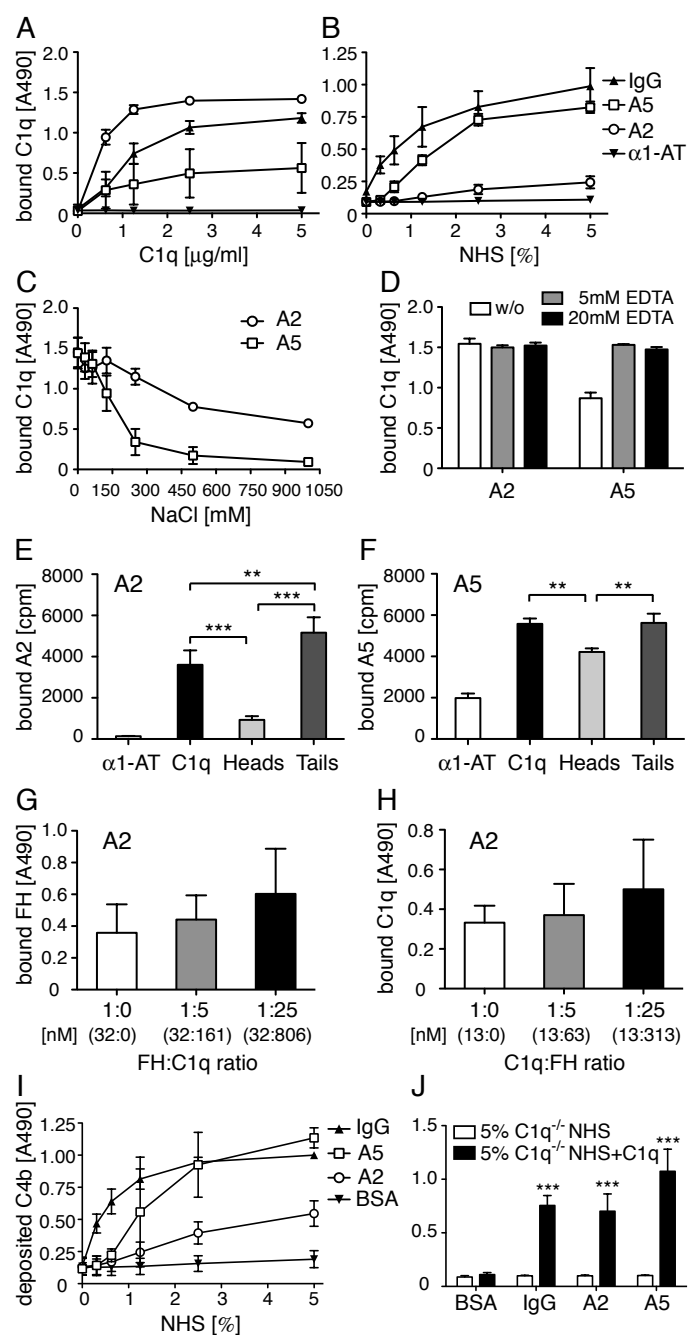 A
bound C1q [A490]
2.0
1.5
1.0
0.5
0
0 1 2 3 4 5
C1q [µg/ml]
B
1.25
1.00
0.75
0.50
0.25
0
0 1 2 3 4 5
NHS [%]
IgG
A5
A2
α1-AT
C
bound C1q [A490]
2.0
1.5
1.0
0.5
0
0 150 300 450 600 750 900 1050
NaCl [mM]
A2
A5
D
bound C1q [A490]
2.0
1.5
1.0
0.5
0
w/o
5mM EDTA
20mM EDTA
A2 A5
E
A2
bound A2 [cpm]
8000
6000
4000
2000
0
**
*** ***
α1-AT C1q Heads Tails
F
A5
bound A5 [cpm]
8000
6000
4000
2000
0
** **
α1-AT C1q Heads Tails
G
A2
bound FH [A490]
1.0
0.8
0.6
0.4
0.2
0
1:0 1:5 1:25
[nM] (32:0) (32:161) (32:806)
FH:C1q ratio
H
A2
bound C1q [A490]
0.8
0.6
0.4
0.2
0
1:0 1:5 1:25
[nM] (13:0) (13:63) (13:313)
C1q:FH ratio
I
deposited C4b [A490]
1.25
1.00
0.75
0.50
0.25
0
0 1 2 3 4 5
NHS [%]
IgG
A5
A2
BSA
J
1.5
1.0
0.5
0
5% C1q-/- NHS
5% C1q-/- NHS+C1q
*** *** ***
BSA IgG A2 A5